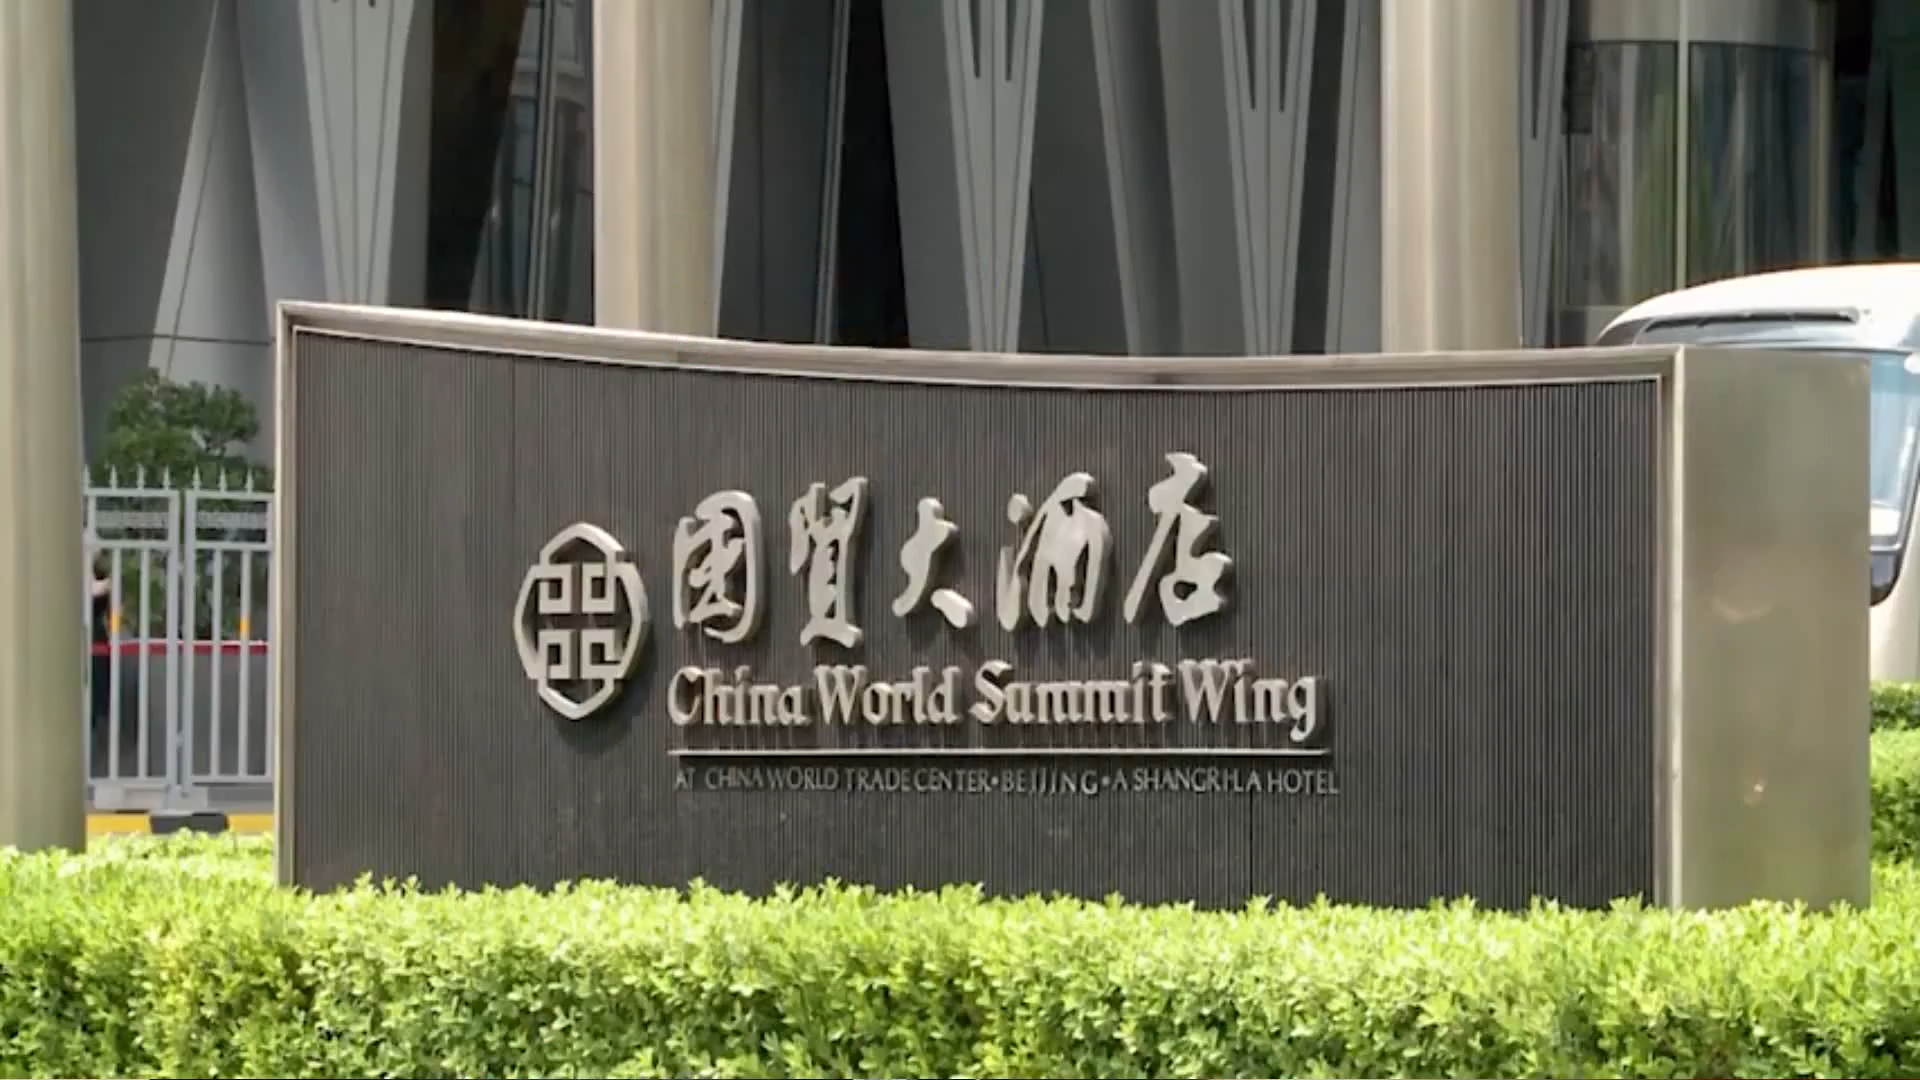 国贸大酒店
China World Summit Wing
AT CHINA WORLD TRADE CENTER•BEIJING•A SHANGRI-LA HOTEL